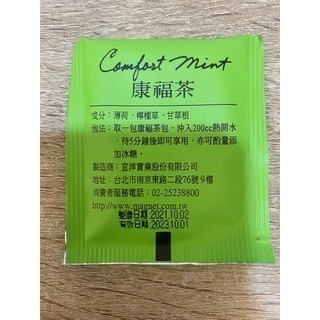 Comfort Mint
康福茶
成分：薄荷、檸檬草、甘草根
泡法：取一包康福茶包，沖入200cc熱開水
，待5分鐘後即可享用，亦可酌量添
加冰糖。
製造商：宜洋實業股份有限公司
地址：台北市南京東路二段76號9樓
消費者服務電話：02-25238800
http://www.magnet.com.tw
製造日期:2021.10.02
有效日期:2023.10.01